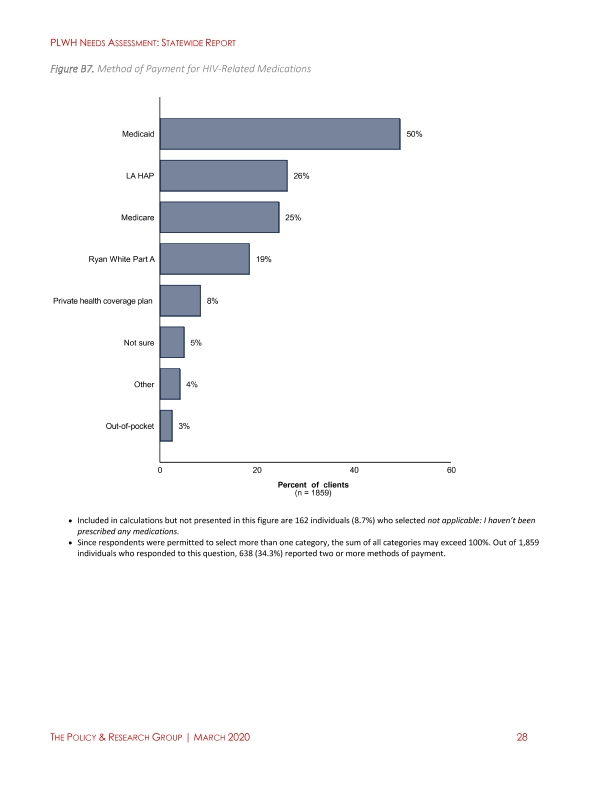 PLWH NEEDS ASSESSMENT: STATEWIDE REPORT
Figure B7. Method of Payment for HIV-Related Medications
Medicaid 50%
LA HAP 26%
Medicare 25%
Ryan White Part A 19%
Private health coverage plan 8%
Not sure 5%
Other 4%
Out-of-pocket 3%
0 20 40 60
Percent of clients
(n = 1859)
• Included in calculations but not presented in this figure are 162 individuals (8.7%) who selected not applicable: I haven’t been
prescribed any medications.
• Since respondents were permitted to select more than one category, the sum of all categories may exceed 100%. Out of 1,859
individuals who responded to this question, 638 (34.3%) reported two or more methods of payment.
THE POLICY & RESEARCH GROUP | MARCH 2020 28